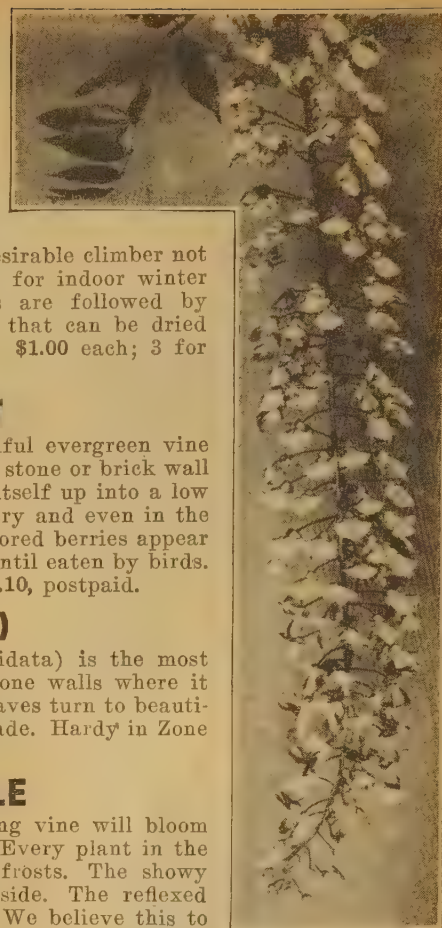 esirable climber not
for indoor winter
s are followed by
that can be dried
$1.00 each; 3 for
ful evergreen vine
stone or brick wall
itself up into a low
ry and even in the
ored berries appear
ntil eaten by birds.
.10, postpaid.
)
idata) is the most
one walls where it
aves turn to beauti-
ade. Hardy in Zone
LE
ng vine will bloom
Every plant in the
frosts. The showy
side. The reflexed
We believe this to